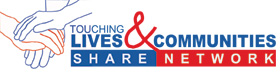 TOUCHING
LIVES & COMMUNITIES
SHARE NETWORK